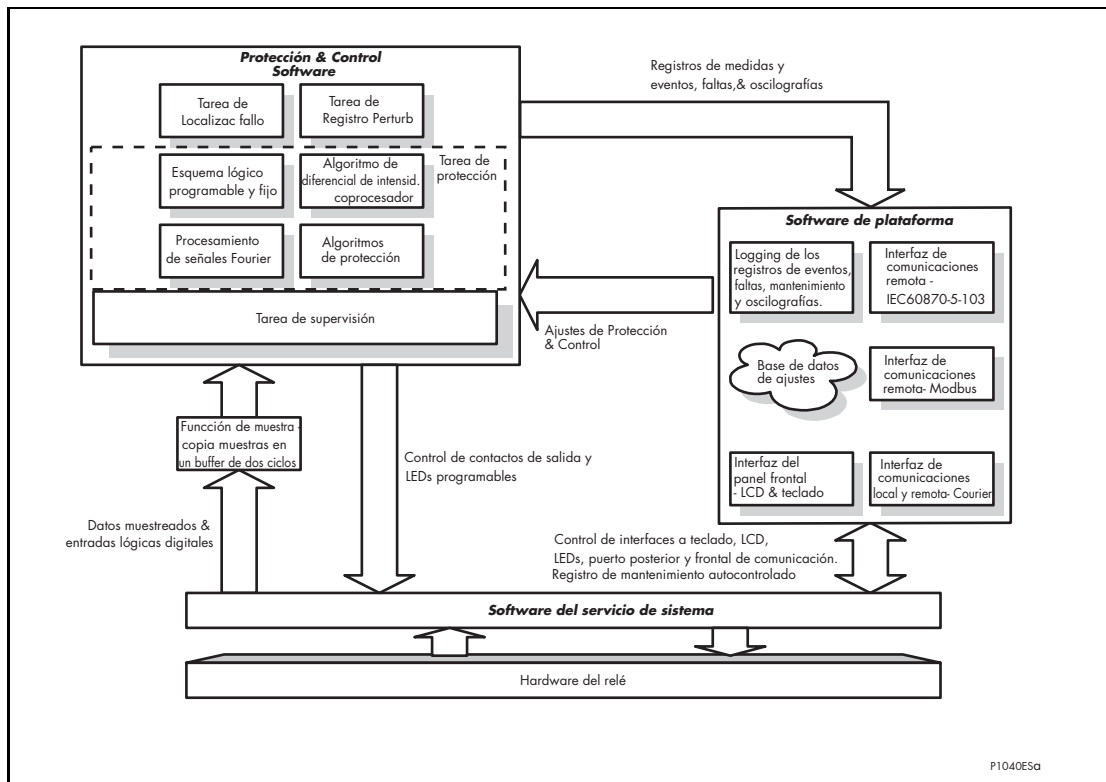 Protección & Control
Software
Tarea de
Localizac fallo
Tarea de
Registro Perturb
Tarea de
protección
Esquema lógico
programable y fijo
Algoritmo de
diferencial de intensid.
coprocesador
Procesamiento
de señales Fourier
Algoritmos
de protección
Tarea de supervisión
Registros de medidas y
eventos, faltas,& oscilografías
Software de plataforma
Logging de los
registros de eventos,
faltas, mantenimiento
y oscilografías.
Interfaz de
comunicaciones
remota -
IEC60870-5-103
Ajustes de Protección
& Control
Base de datos
de ajustes
Interfaz de
comunicaciones
remota- Modbus
Interfaz del
panel frontal
- LCD & teclado
Interfaz de
comunicaciones
local y remota- Courier
Funcción de muestra -
copia muestras en
un buffer de dos ciclos
Control de contactos de salida y
LEDs programables
Datos muestreados &
entradas lógicas digitales
Control de interfaces a teclado, LCD,
LEDs, puerto posterior y frontal de comunicación.
Registro de mantenimiento autocontrolado
Software del servicio de sistema
Hardware del relé
P1040ESa